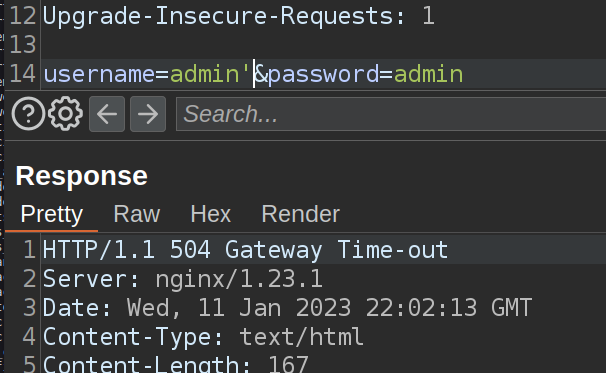 12 Upgrade-Insecure-Requests: 1
13
14 username=admin'&password=admin
? Search...
Response
Pretty Raw Hex Render
1 HTTP/1.1 504 Gateway Time-out
2 Server: nginx/1.23.1
3 Date: Wed, 11 Jan 2023 22:02:13 GMT
4 Content-Type: text/html
5 Content-Length: 167